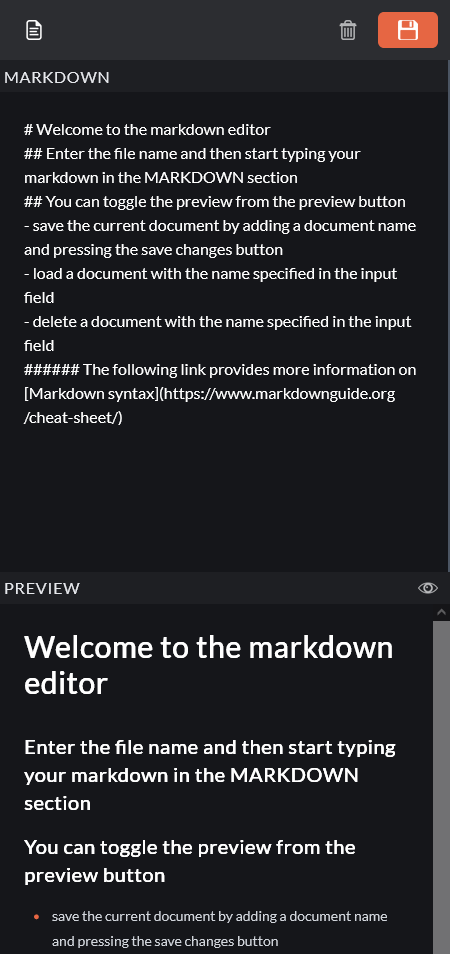 MARKDOWN
# Welcome to the markdown editor
## Enter the file name and then start typing your
markdown in the MARKDOWN section
## You can toggle the preview from the preview button
- save the current document by adding a document name
and pressing the save changes button
- load a document with the name specified in the input
field
- delete a document with the name specified in the input
field
###### The following link provides more information on
[Markdown syntax](https://www.markdownguide.org
/cheat-sheet/)
PREVIEW
Welcome to the markdown
editor
Enter the file name and then start typing
your markdown in the MARKDOWN
section
You can toggle the preview from the
preview button
• save the current document by adding a document name
and pressing the save changes button